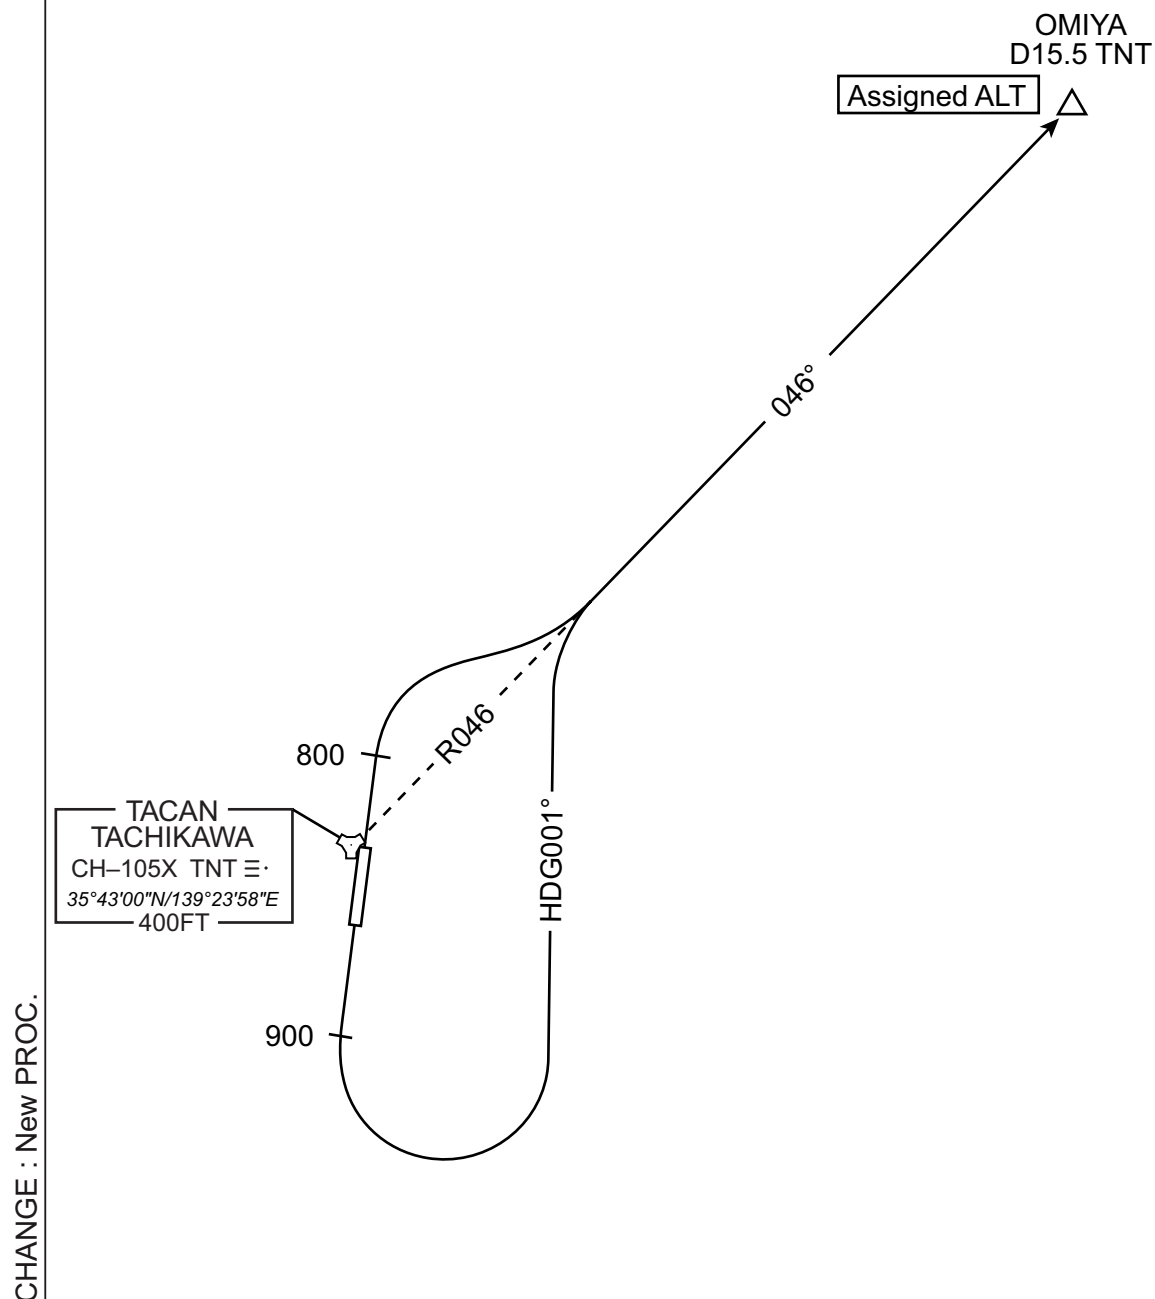 OMIYA
D15.5 TNT
Assigned ALT
046°
R046
800
TACAN
TACHIKAWA
CH–105X TNT
35°43'00"N/139°23'58"E
400FT
HDG001°
900
CHANGE : New PROC.